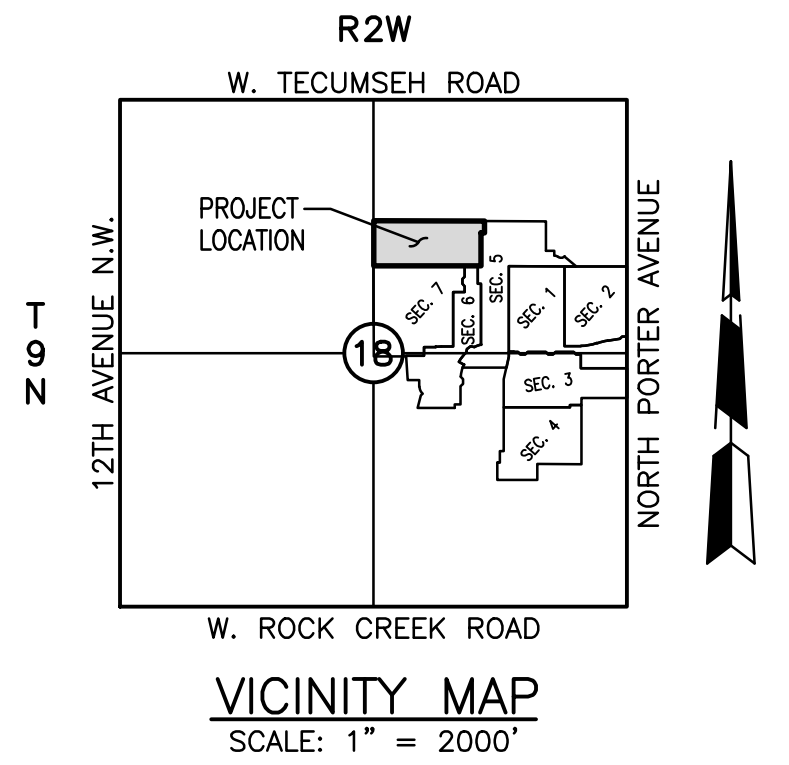 R2W
W. TECUMSEH ROAD
PROJECT
LOCATION
12TH AVENUE N.W.
NORTH PORTER AVENUE
T
9
N
SEC. 7
SEC. 6
SEC. 5
SEC. 1
SEC. 2
18
SEC. 3
SEC. 4
W. ROCK CREEK ROAD
VICINITY MAP
SCALE: 1" = 2000'